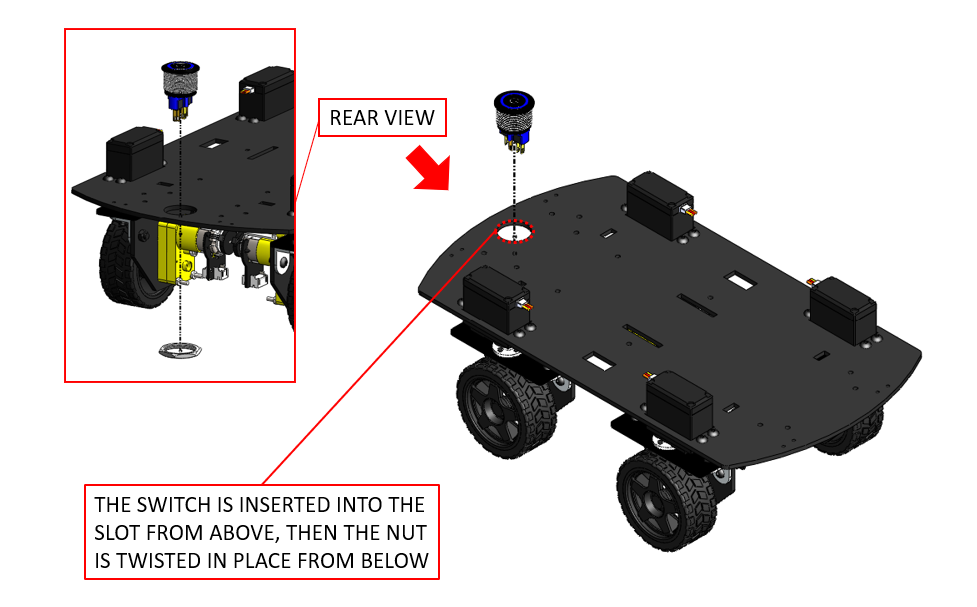 REAR VIEW
THE SWITCH IS INSERTED INTO THE
SLOT FROM ABOVE, THEN THE NUT
IS TWISTED IN PLACE FROM BELOW